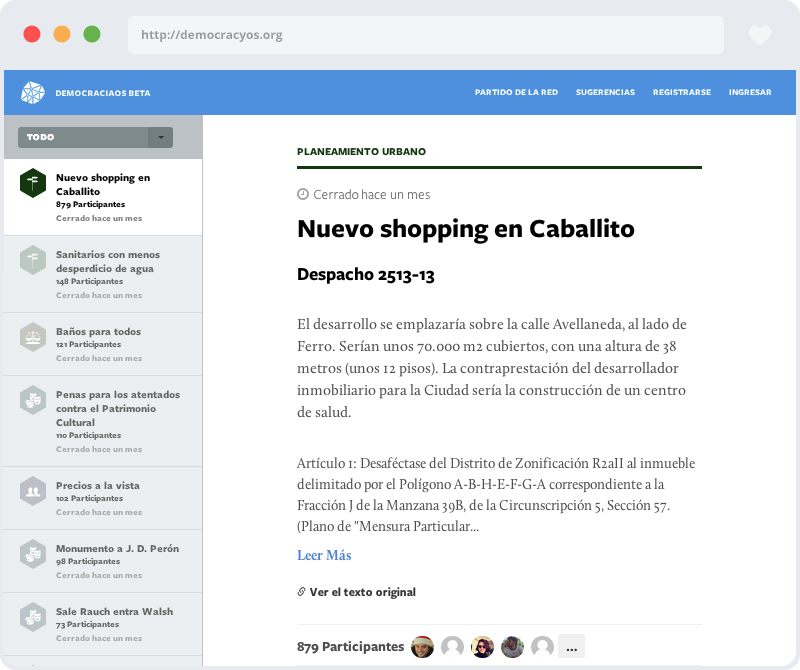 http://democracyos.org
DEMOCRACIAOS BETA
PARTIDO DE LA RED
SUGERENCIAS
REGISTRARSE
INGRESAR
TODO
Nuevo shopping en
Caballito
879 Participantes
Cerrado hace un mes
Sanitarios con menos
desperdicio de agua
148 Participantes
Cerrado hace un mes
Baños para todos
121 Participantes
Cerrado hace un mes
Penas para los atentados
contra el Patrimonio
Cultural
110 Participantes
Cerrado hace un mes
Precios a la vista
102 Participantes
Cerrado hace un mes
Monumento a J. D. Perón
98 Participantes
Cerrado hace un mes
Sale Rauch entra Walsh
73 Participantes
Cerrado hace un mes
PLANEAMIENTO URBANO
Cerrado hace un mes
Nuevo shopping en Caballito
Despacho 2513-13
El desarrollo se emplazaría sobre la calle Avellaneda, al lado de
Ferro. Serían unos 70.000 m2 cubiertos, con una altura de 38
metros (unos 12 pisos). La contraprestación del desarrollador
inmobiliario para la Ciudad sería la construcción de un centro
de salud.
Artículo 1: Desaféctase del Distrito de Zonificación R2aII al inmueble
delimitado por el Polígono A-B-H-E-F-G-A correspondiente a la
Fracción J de la Manzana 39B, de la Circunscripción 5, Sección 57.
(Plano de "Mensura Particular...
Leer Más
Ver el texto original
879 Participantes
...